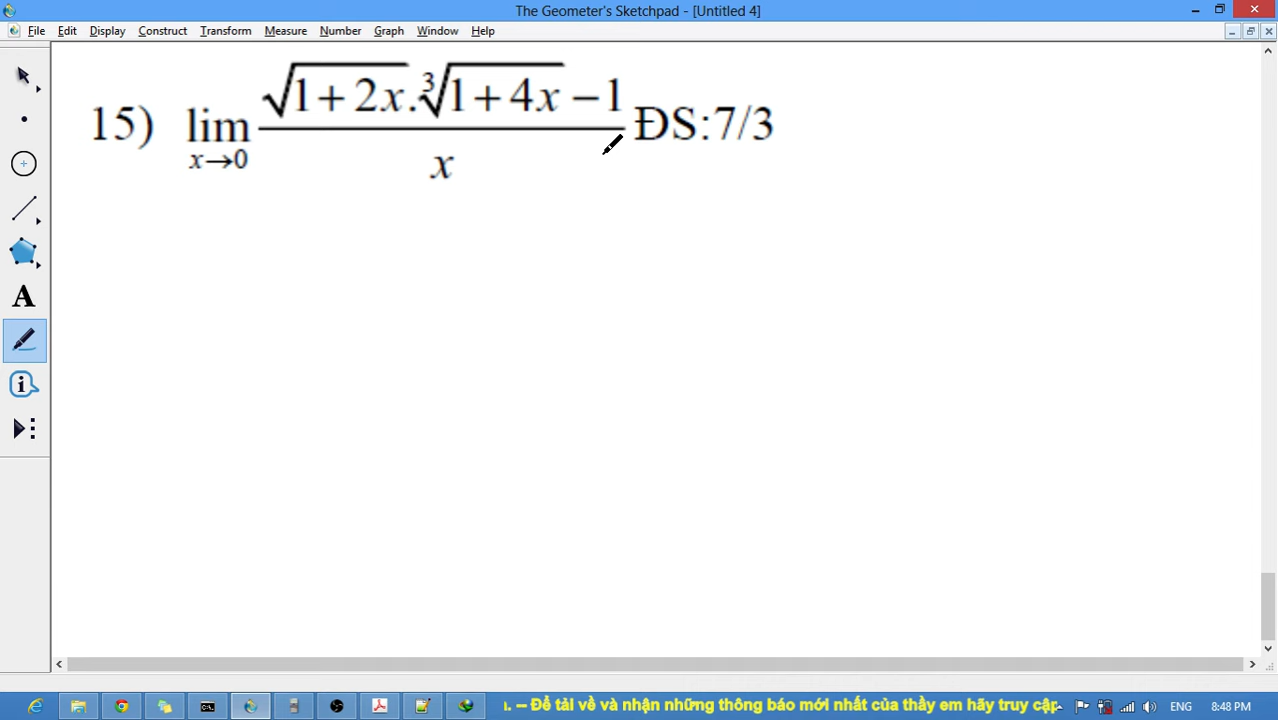 The Geometer's Sketchpad - [Untitled 4]
File Edit Display Construct Transform Measure Number Graph Window Help
15) lim x→0 (√(1 + 2x).∛(1 + 4x) − 1)/x ĐS:7/3
A
– Để tải về và nhận những thông báo mới nhất của thầy em hãy truy cập
ENG 8:48 PM